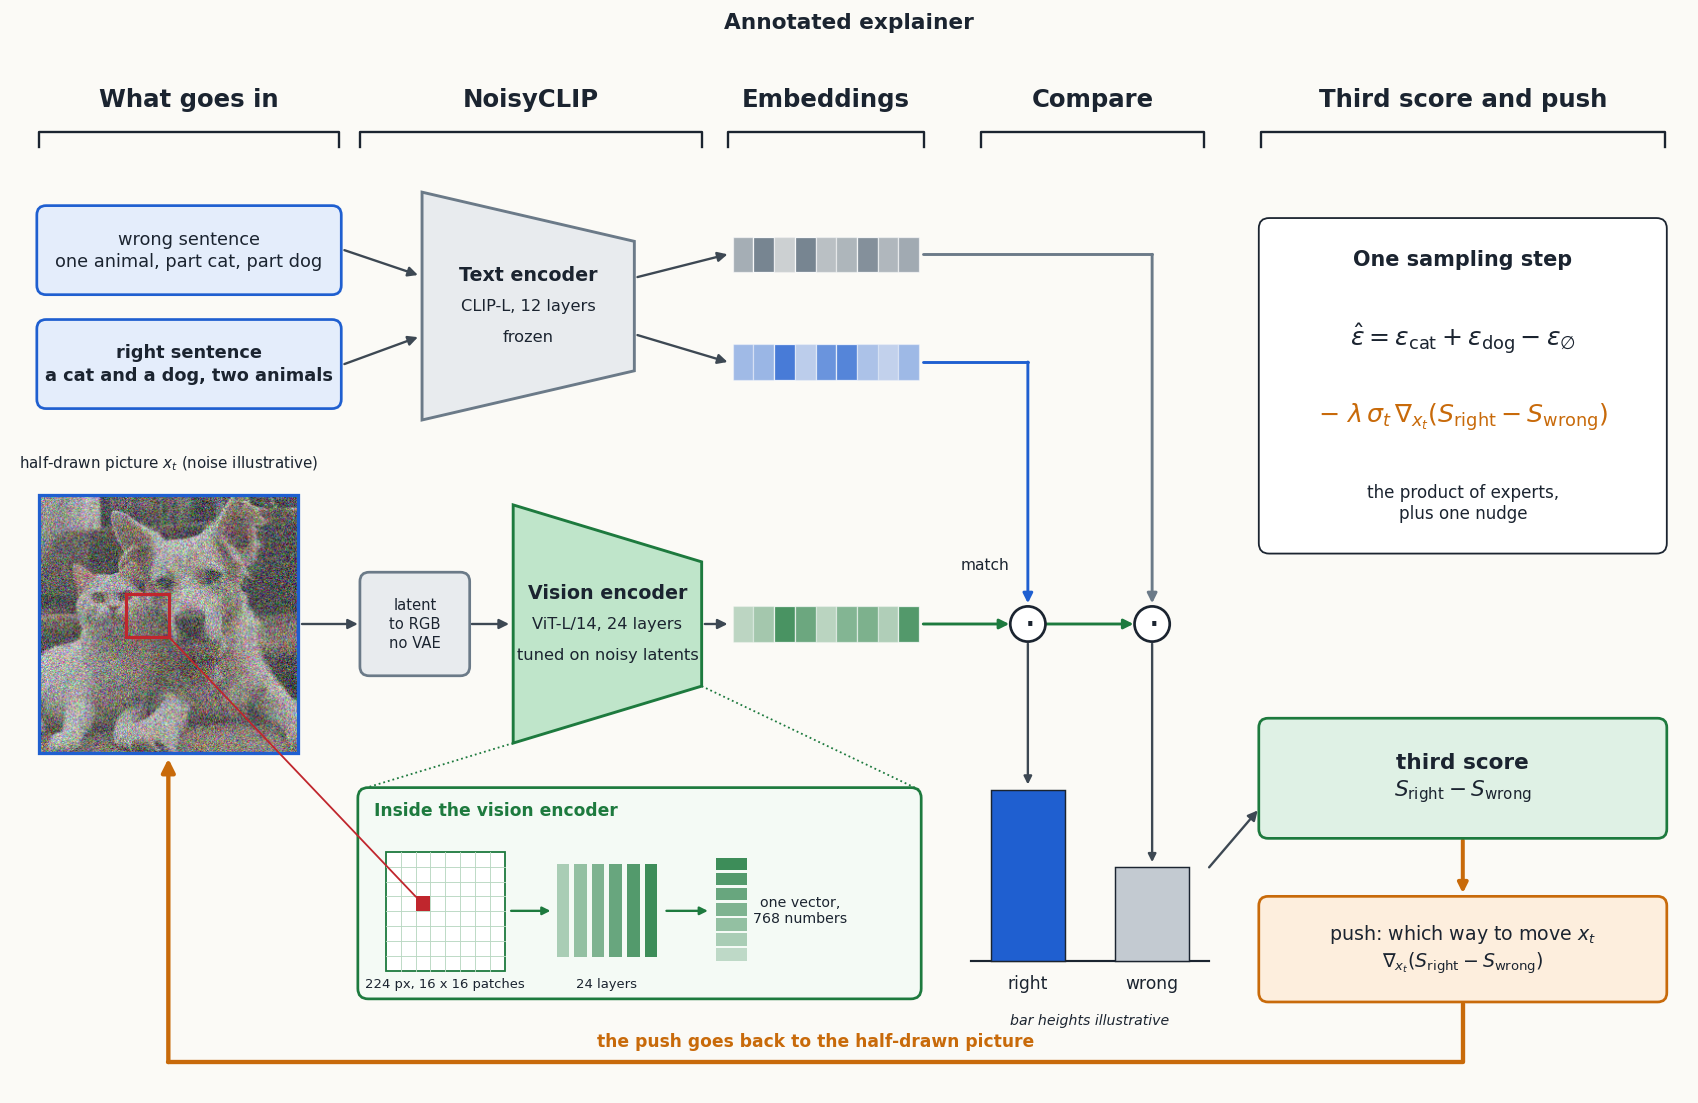 Annotated explainer
What goes in
NoisyCLIP
Embeddings
Compare
Third score and push
wrong sentence
one animal, part cat, part dog
right sentence
a cat and a dog, two animals
Text encoder
CLIP-L, 12 layers
frozen
One sampling step
ε̂ = ε_cat + ε_dog − ε_∅
− λ σ_t ∇_{x_t}(S_right − S_wrong)
the product of experts,
plus one nudge
half-drawn picture x_t (noise illustrative)
latent
to RGB
no VAE
Vision encoder
ViT-L/14, 24 layers
tuned on noisy latents
match
Inside the vision encoder
224 px, 16 x 16 patches
24 layers
one vector,
768 numbers
right
wrong
bar heights illustrative
third score
S_right − S_wrong
push: which way to move x_t
∇_{x_t}(S_right − S_wrong)
the push goes back to the half-drawn picture